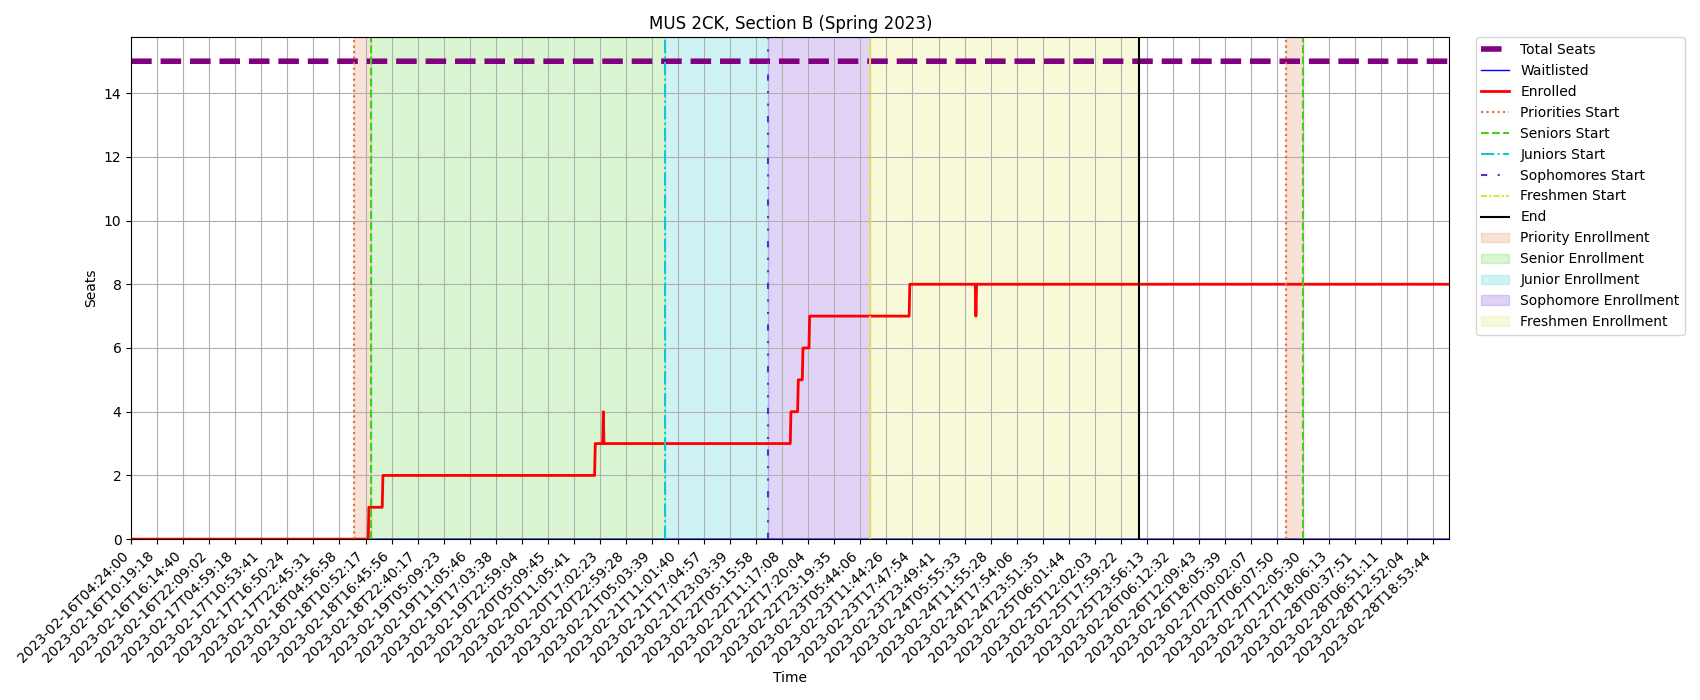 MUS 2CK, Section B (Spring 2023)
Seats
14
12
10
8
6
4
2
0
2023-02-16T04:24:00
2023-02-16T10:19:18
2023-02-16T16:14:40
2023-02-16T22:09:02
2023-02-17T04:59:18
2023-02-17T10:53:41
2023-02-17T16:50:24
2023-02-17T22:45:31
2023-02-18T04:56:58
2023-02-18T10:52:17
2023-02-18T16:45:56
2023-02-18T22:40:17
2023-02-19T05:09:23
2023-02-19T11:05:46
2023-02-19T17:03:38
2023-02-19T22:59:04
2023-02-20T05:09:45
2023-02-20T11:05:41
2023-02-20T17:02:23
2023-02-20T22:59:28
2023-02-21T05:03:39
2023-02-21T11:01:40
2023-02-21T17:04:57
2023-02-21T23:03:39
2023-02-22T05:15:58
2023-02-22T11:17:08
2023-02-22T17:20:04
2023-02-22T23:19:35
2023-02-23T05:44:06
2023-02-23T11:44:26
2023-02-23T17:47:54
2023-02-23T23:49:41
2023-02-24T05:55:33
2023-02-24T11:55:28
2023-02-24T17:54:06
2023-02-24T23:51:35
2023-02-25T06:01:44
2023-02-25T12:02:03
2023-02-25T17:59:22
2023-02-25T23:56:13
2023-02-26T06:12:32
2023-02-26T12:09:43
2023-02-26T18:05:39
2023-02-27T00:02:07
2023-02-27T06:07:50
2023-02-27T12:05:30
2023-02-27T18:06:13
2023-02-28T00:37:51
2023-02-28T06:51:11
2023-02-28T12:52:04
2023-02-28T18:53:44
Time
Total Seats
Waitlisted
Enrolled
Priorities Start
Seniors Start
Juniors Start
Sophomores Start
Freshmen Start
End
Priority Enrollment
Senior Enrollment
Junior Enrollment
Sophomore Enrollment
Freshmen Enrollment